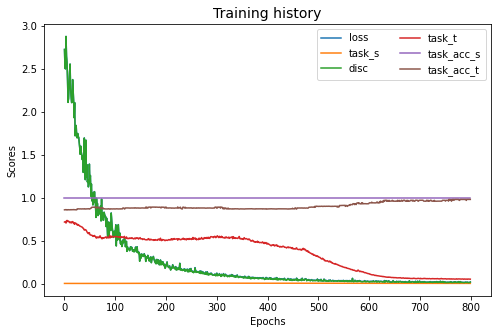 Training history
loss
task_s
disc
task_t
task_acc_s
task_acc_t
Scores
3.0
2.5
2.0
1.5
1.0
0.5
0.0
0 100 200 300 400 500 600 700 800
Epochs